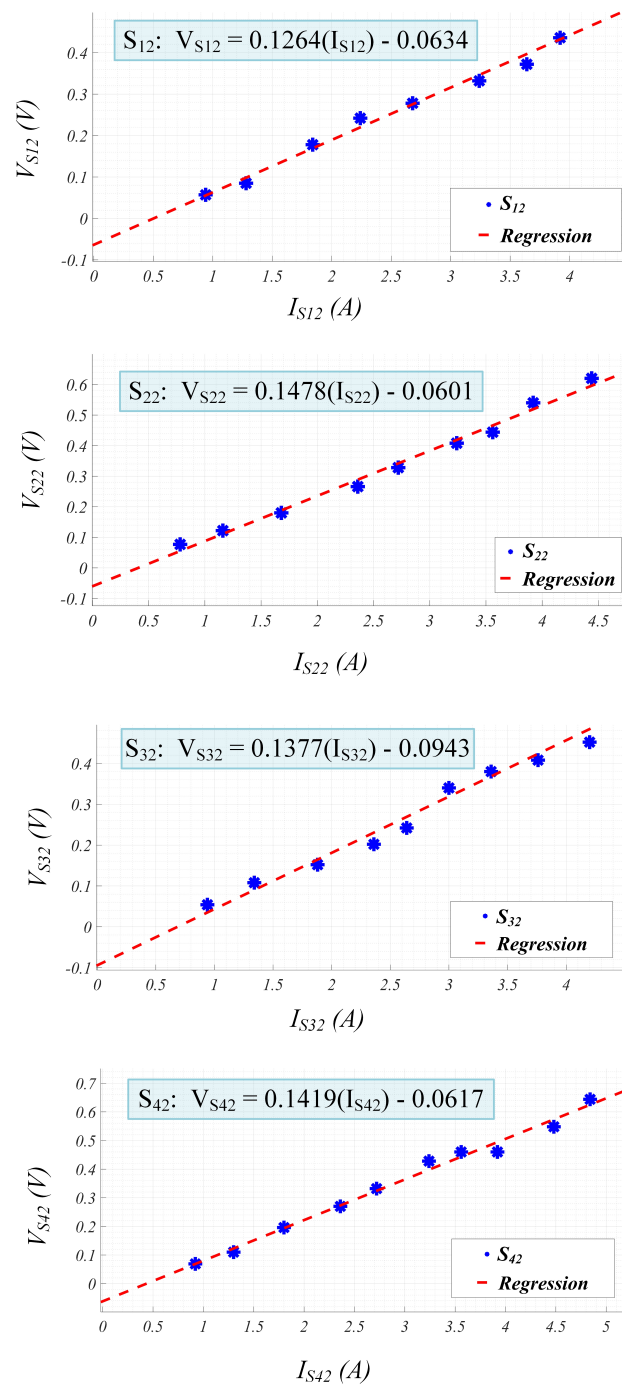 S12: VS12 = 0.1264(IS12) - 0.0634
0.4
0.3
0.2
0.1
0
-0.1
VS12 (V)
S12
Regression
0 0.5 1 1.5 2 2.5 3 3.5 4
IS12 (A)
S22: VS22 = 0.1478(IS22) - 0.0601
0.6
0.5
0.4
0.3
0.2
0.1
0
-0.1
VS22 (V)
S22
Regression
0 0.5 1 1.5 2 2.5 3 3.5 4 4.5
IS22 (A)
S32: VS32 = 0.1377(IS32) - 0.0943
0.4
0.3
0.2
0.1
0
-0.1
VS32 (V)
S32
Regression
0 0.5 1 1.5 2 2.5 3 3.5 4
IS32 (A)
S42: VS42 = 0.1419(IS42) - 0.0617
0.7
0.6
0.5
0.4
0.3
0.2
0.1
0
VS42 (V)
S42
Regression
0 0.5 1 1.5 2 2.5 3 3.5 4 4.5 5
IS42 (A)